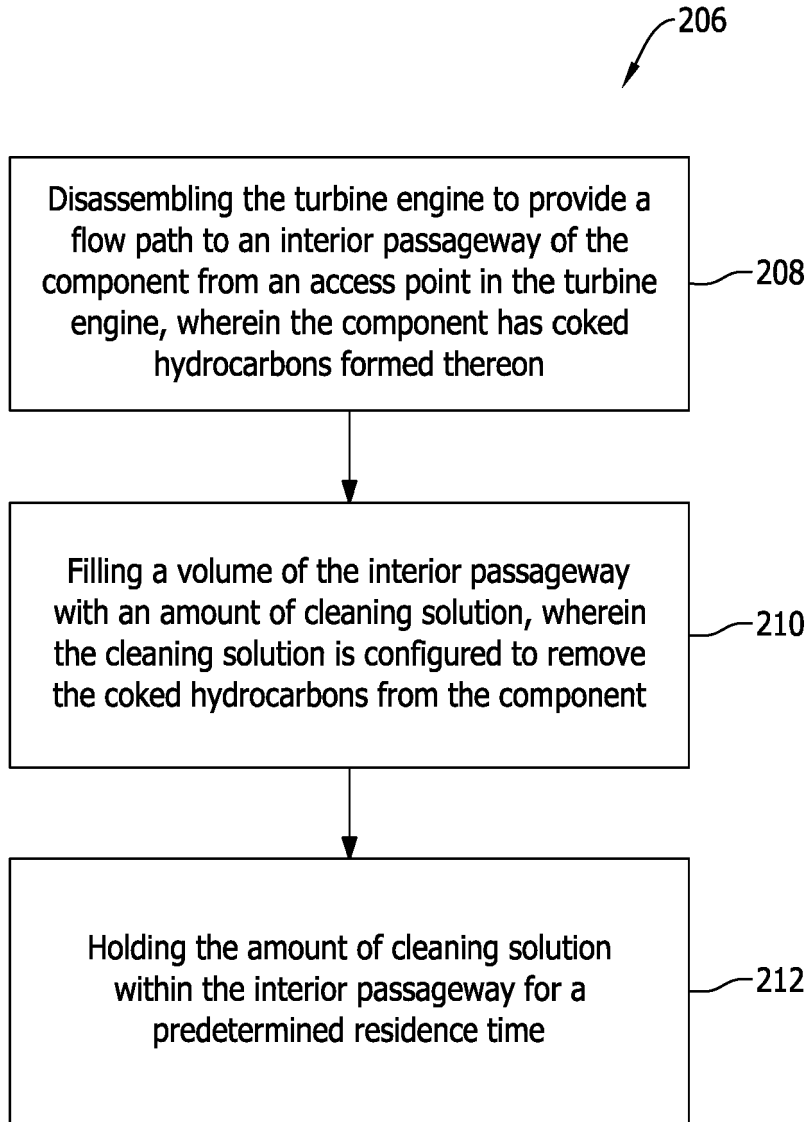 206
Disassembling the turbine engine to provide a
flow path to an interior passageway of the
component from an access point in the turbine
engine, wherein the component has coked
hydrocarbons formed thereon
208
Filling a volume of the interior passageway
with an amount of cleaning solution, wherein
the cleaning solution is configured to remove
the coked hydrocarbons from the component
210
Holding the amount of cleaning solution
within the interior passageway for a
predetermined residence time
212